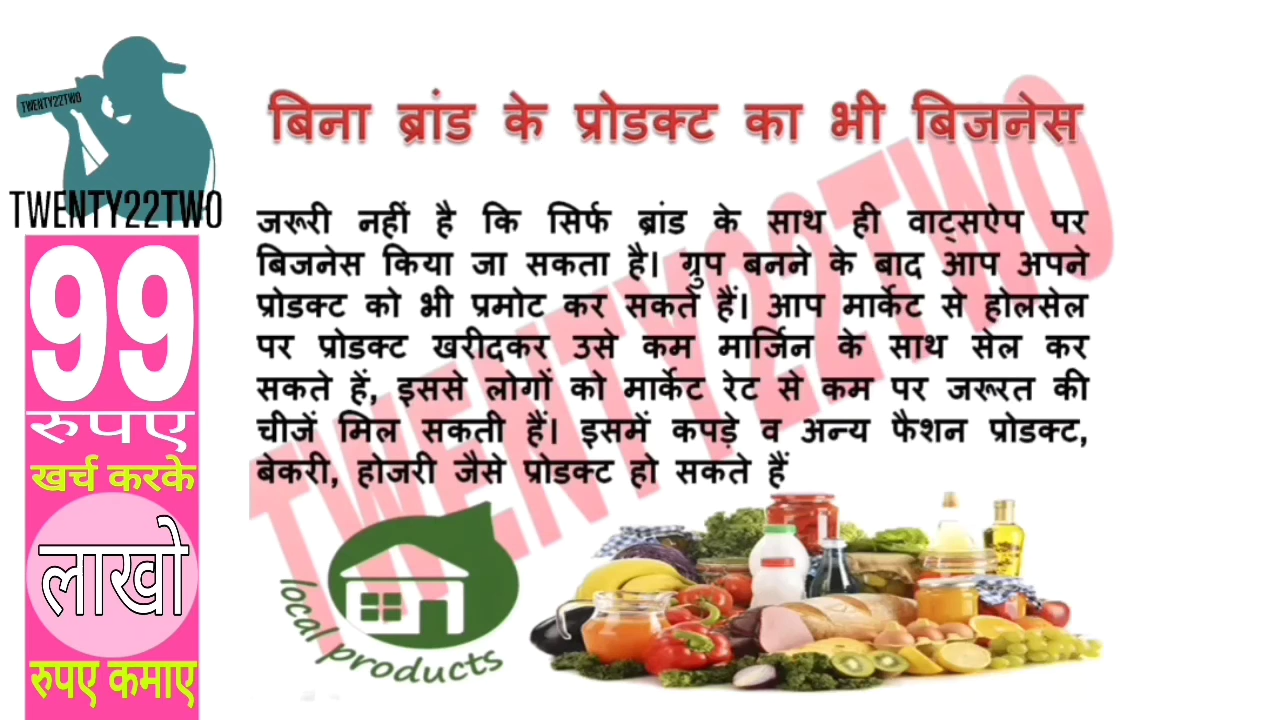 TWENTY22TWO
TWENTY22TWO
99
रुपए
खर्च करके
लाखो
रुपए कमाए
बिना ब्रांड के प्रोडक्ट का भी बिजनेस
जरूरी नहीं है कि सिर्फ ब्रांड के साथ ही वाट्सऐप पर
बिजनेस किया जा सकता है। ग्रुप बनने के बाद आप अपने
प्रोडक्ट को भी प्रमोट कर सकते हैं। आप मार्केट से होलसेल
पर प्रोडक्ट खरीदकर उसे कम मार्जिन के साथ सेल कर
सकते हें, इससे लोगों को मार्केट रेट से कम पर जरूरत की
चीजें मिल सकती हैं। इसमें कपड़े व अन्य फैशन प्रोडक्ट,
बेकरी, होजरी जैसे प्रोडक्ट हो सकते हैं
TWENTY22TWO
local products